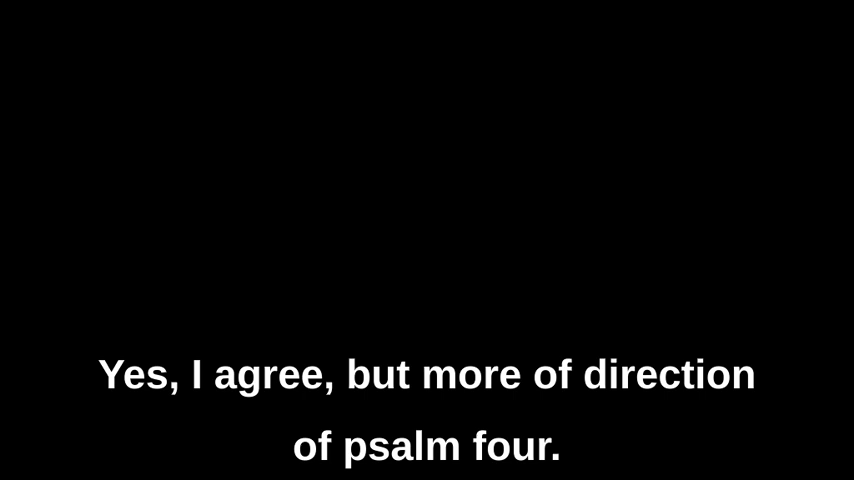 Yes, I agree, but more of direction
of psalm four.